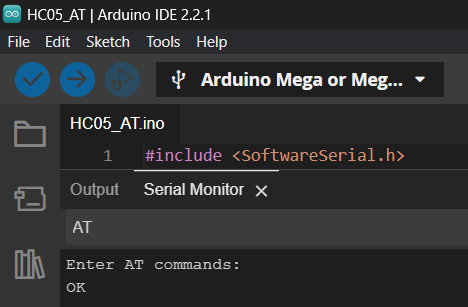 HC05_AT | Arduino IDE 2.2.1
File Edit Sketch Tools Help
Arduino Mega or Meg...
HC05_AT.ino
1 #include <SoftwareSerial.h>
Output Serial Monitor
AT
Enter AT commands:
OK